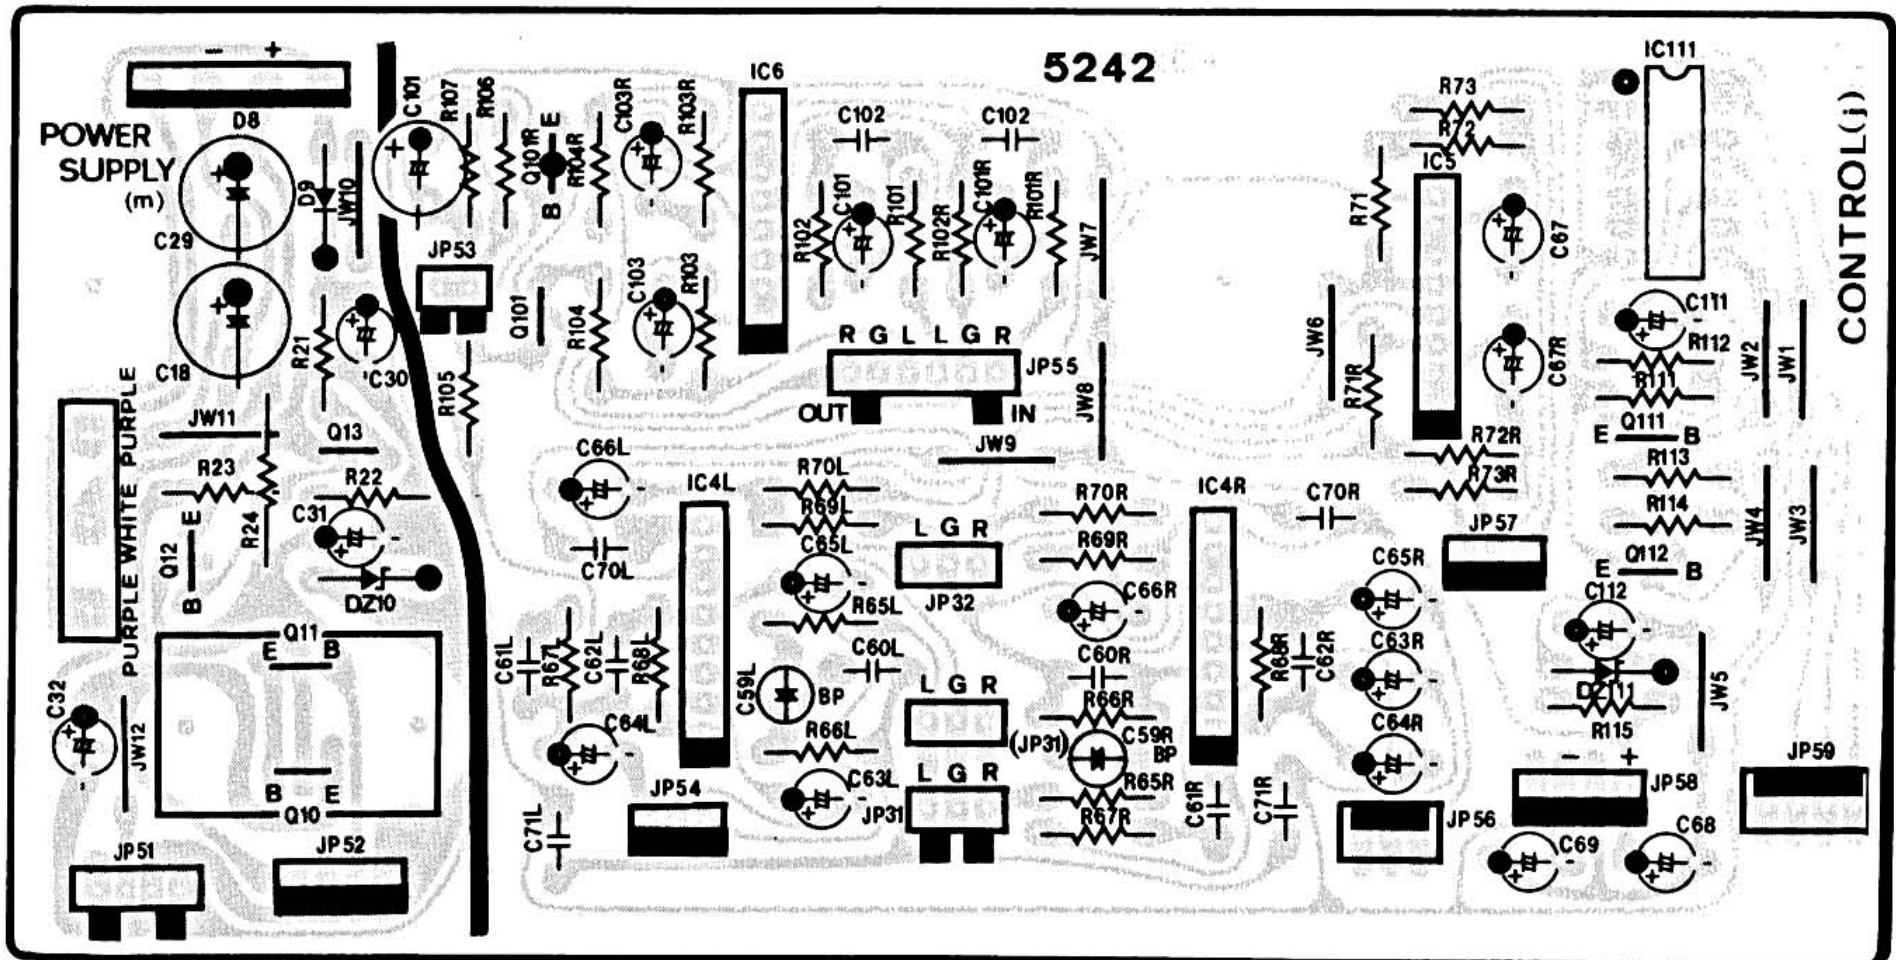 5242
POWER
SUPPLY
(m)
CONTROL(j)
- +
D8
C29
C18
D9
JW10
C101
R107
R106
Q101R
E
B
R104R
C103R
R103R
IC6
C102
C102
R102
C101
R101
R102R
C101R
R101R
JW7
R73
R72
IC5
R71
C67
IC111
JP53
R21
C30
R105
Q101
R104
C103
R103
R G L L G R
JP55
OUT
IN
JW8
JW6
R71R
C67R
C111
R112
R111
JW2
JW1
PURPLE WHITE PURPLE
JW11
Q13
R23
R22
R24
C31
Q12
E
B
DZ10
C66L
IC4L
C70L
R70L
R69L
C65L
R65L
JW9
L G R
JP32
R70R
R69R
C66R
IC4R
C70R
R72R
R73R
JP57
Q111
E B
R113
R114
JW4
JW3
Q112
E B
Q11
E B
B E
Q10
C32
JW12
C61L
R67L
C62L
R68L
C64L
C59L
BP
C60L
R66L
C63L
L G R
(JP31)
L G R
JP31
C60R
R66R
C59R
BP
R65R
R67R
R68R
C62R
C65R
C63R
C64R
C112
DZ111
R115
JW5
JP51
JP52
C71L
JP54
C61R
C71R
JP56
- +
JP58
JP59
C69
C68